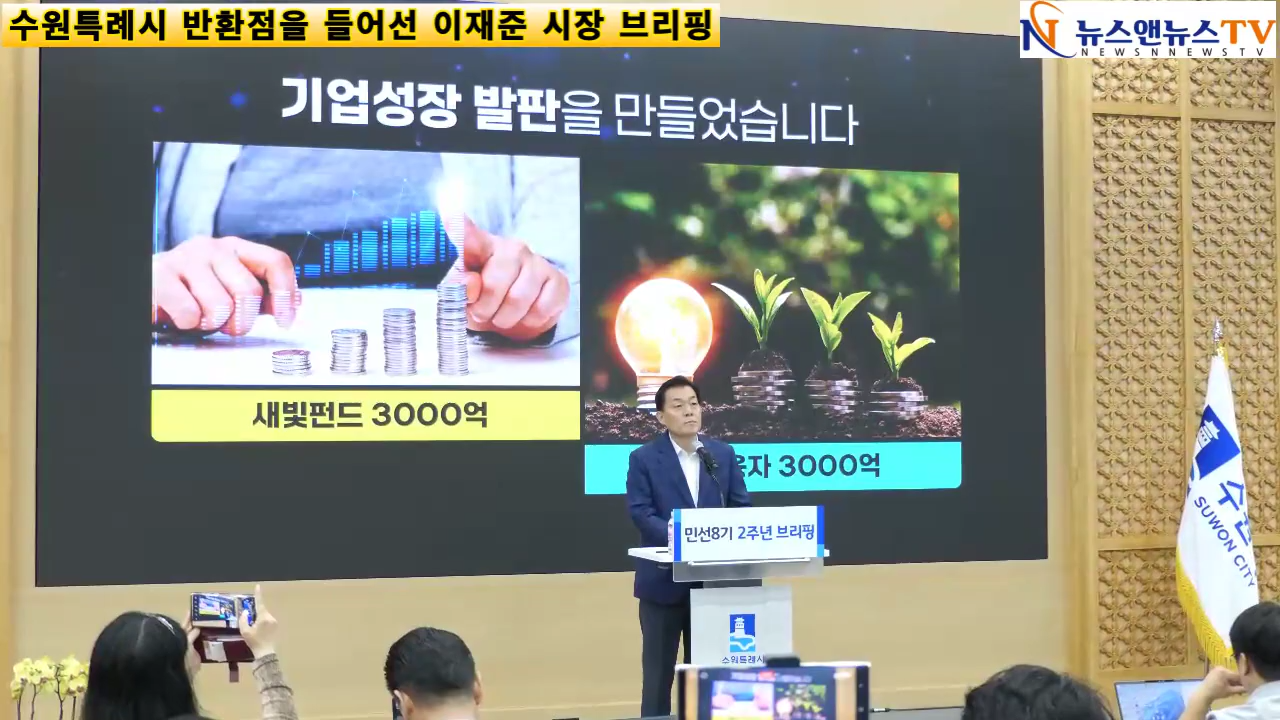 수원특례시 반환점을 들어선 이재준 시장 브리핑
뉴스앤뉴스TV
NEWSNNEWSTV
기업성장 발판을 만들었습니다
새빛펀드 3000억
융자 3000억
민선8기 2주년 브리핑
수원특례시
수원
SUWON CITY